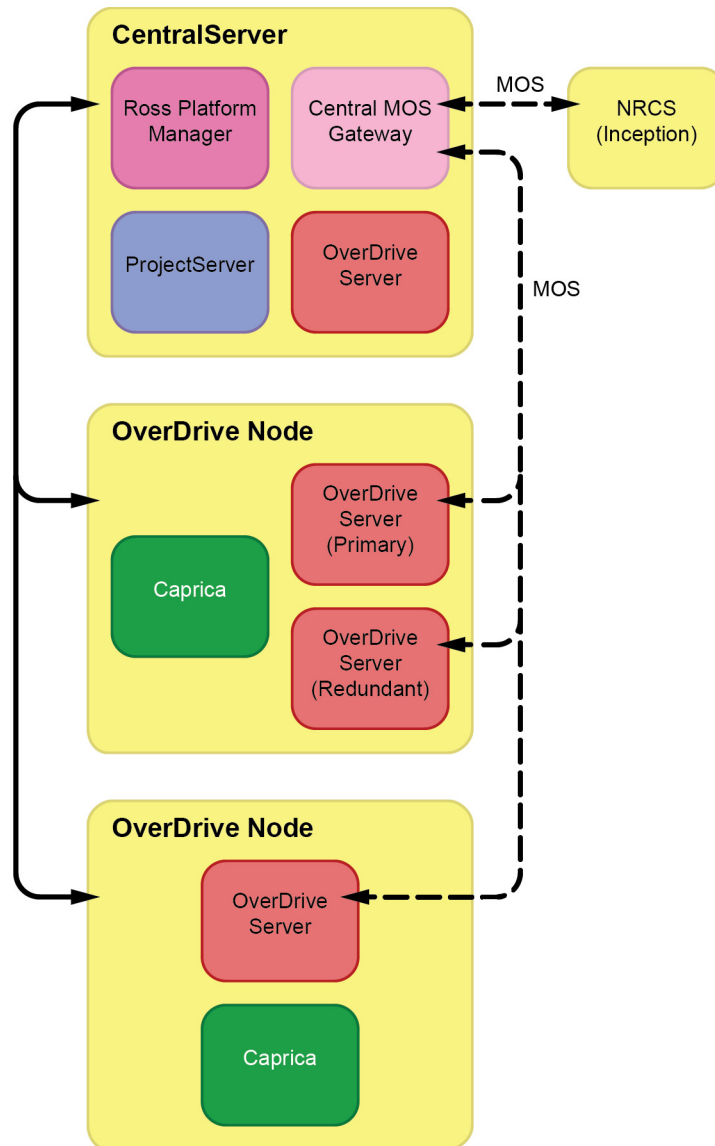 CentralServer
Ross Platform
Manager
Central MOS
Gateway
MOS
NRCS
(Inception)
ProjectServer
OverDrive
Server
MOS
OverDrive Node
OverDrive
Server
(Primary)
Caprica
OverDrive
Server
(Redundant)
OverDrive Node
OverDrive
Server
Caprica